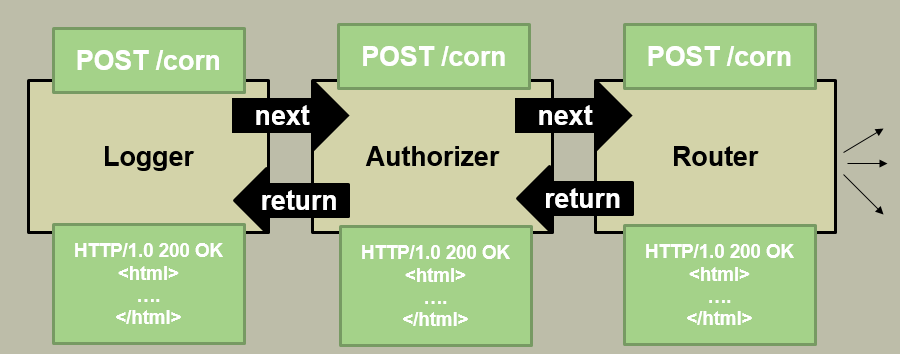 POST /corn
POST /corn
POST /corn
next
next
Logger
Authorizer
Router
return
return
HTTP/1.0 200 OK
<html>
....
</html>
HTTP/1.0 200 OK
<html>
....
</html>
HTTP/1.0 200 OK
<html>
....
</html>